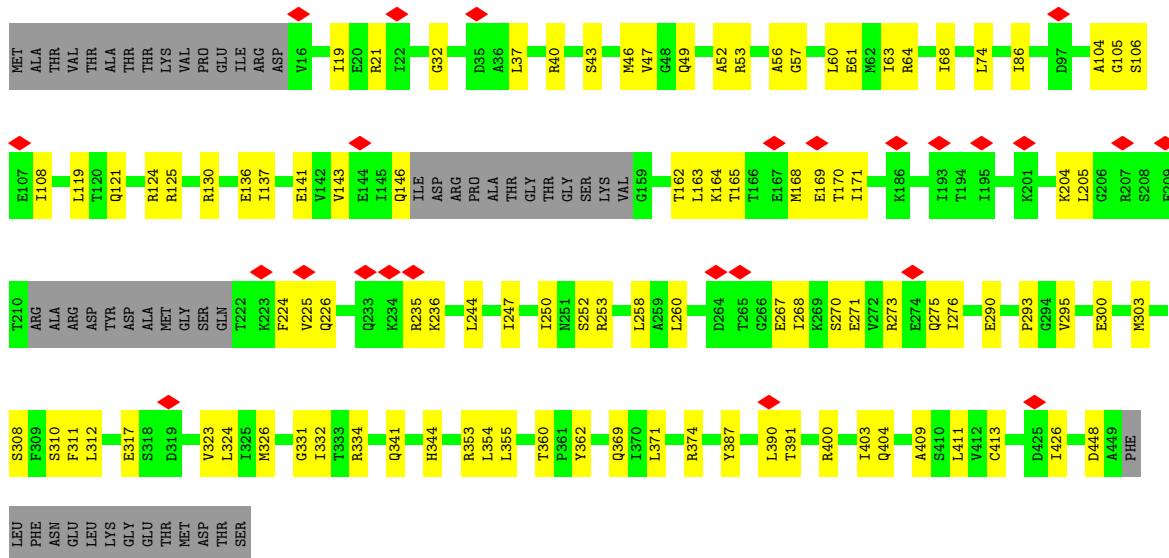 MET ALA THR VAL THR ALA THR THR LYS VAL PRO GLU ILE ARG ASP V16 I19 E20 R21 I22 G32 D35 A36 L37 R40 S43 M46 V47 G48 Q49 A52 R53 A56 G57 L60 E61 M62 I63 R64 I68 L74 I86 D97 A104 G105 S106
E107 I108 L119 T120 Q121 R124 R125 R130 E136 I137 E141 V142 V143 E144 I145 Q146 ILE ASP ARG PRO ALA THR GLY THR GLY SER LYS VAL G159 T162 L163 K164 T165 T166 E167 M168 E169 T170 I171 K186 I193 T194 I195 K201 K204 L205 G206 R207 S208 E209
T210 ARG ALA ARG ASP TYR ASP ALA MET GLY SER GLN T222 K223 F224 V225 Q226 Q233 K234 R235 K236 L244 I247 I250 N251 S252 R253 L258 A259 L260 D264 T265 G266 E267 I268 K269 S270 E271 V272 R273 E274 Q275 I276 E290 P293 G294 V295 E300 M303
S308 F309 S310 F311 L312 E317 S318 D319 V323 L324 I325 M326 G331 I332 T333 R334 Q341 H344 R353 L354 L355 T360 P361 Y362 Q369 I370 L371 R374 Y387 L390 T391 R400 I403 Q404 A409 S410 L411 V412 C413 D425 I426 D448 A449 PHE
LEU PHE ASN GLU LEU LYS GLY GLU THR MET ASP THR SER